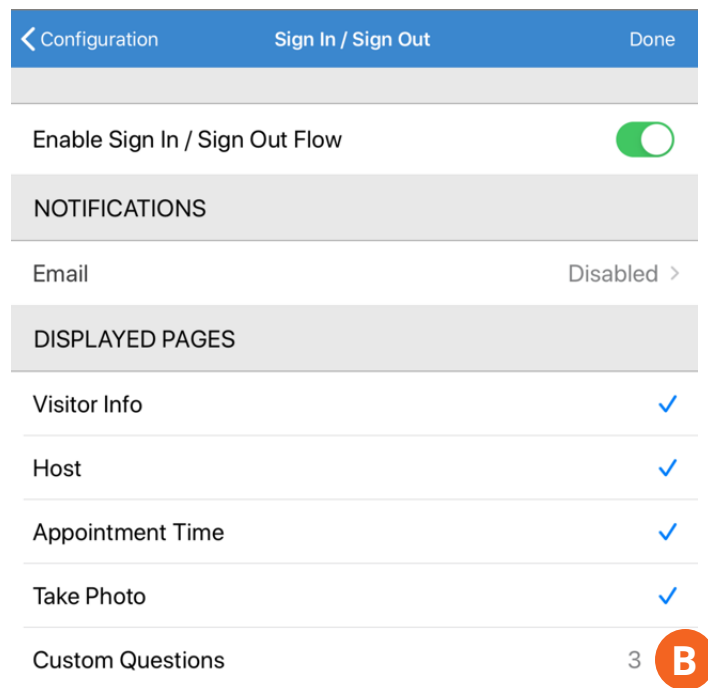 Configuration Sign In / Sign Out Done
Enable Sign In / Sign Out Flow
NOTIFICATIONS
Email Disabled
DISPLAYED PAGES
Visitor Info
Host
Appointment Time
Take Photo
Custom Questions 3 B